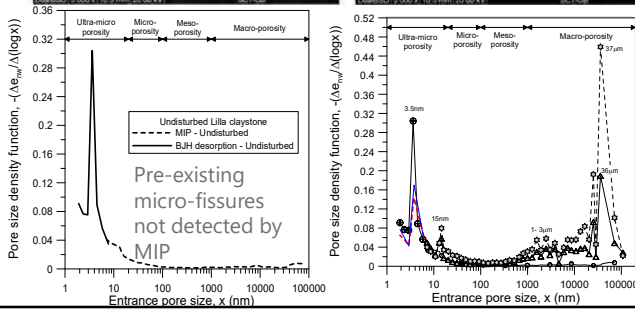 0.36
0.32
0.28
0.24
0.2
0.16
0.12
0.08
0.04
0
Pore size density function, -(Δe_nw/Δ(logx))
Ultra-micro porosity
Micro-porosity
Meso-porosity
Macro-porosity
Undisturbed Lilla claystone
MIP - Undisturbed
BJH desorption - Undisturbed
Pre-existing
micro-fissures
not detected by
MIP
1 10 100 1000 10000 100000
Entrance pore size, x (nm)
0.52
0.48
0.44
0.4
0.36
0.32
0.28
0.24
0.2
0.16
0.12
0.08
0.04
0
Pore size density function, -(Δe_nw/Δ(logx))
Ultra-micro porosity
Micro-porosity
Meso-porosity
Macro-porosity
37μm
3.5nm
36μm
15nm
1- 3μm
1 10 100 1000 10000 100000
Entrance pore size, x (nm)